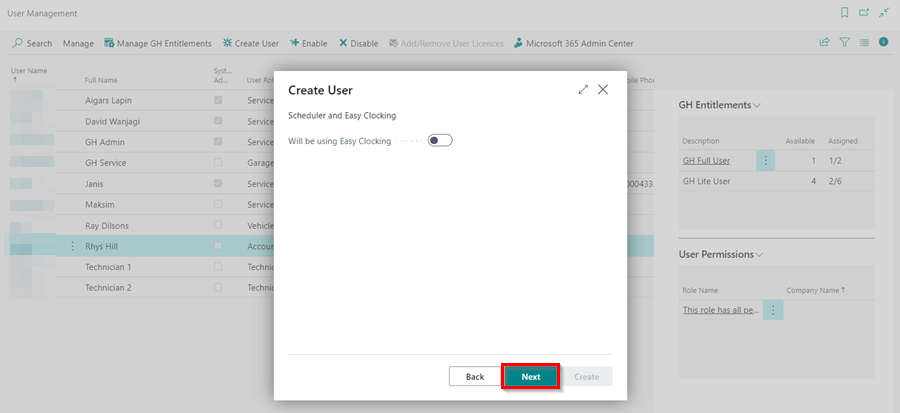 User Management
Search Manage Manage GH Entitlements Create User Enable Disable Add/Remove User Licences Microsoft 365 Admin Center
User Name ↑ Full Name Syst... Ad... User Rol
Mobile Phon
Aigars Lapin Service
David Wanjagi Service
GH Admin Service
GH Service Garage
Janis Service 000433
Maksim Service
Ray Dilsons Vehicle
Rhys Hill Accoun
Technician 1 Technic
Technician 2 Technic
Create User
Scheduler and Easy Clocking
Will be using Easy Clocking
Back Next Create
GH Entitlements
Description Available Assigned
GH Full User 1 1/2
GH Lite User 4 2/6
User Permissions
Role Name Company Name ↑
This role has all pe...